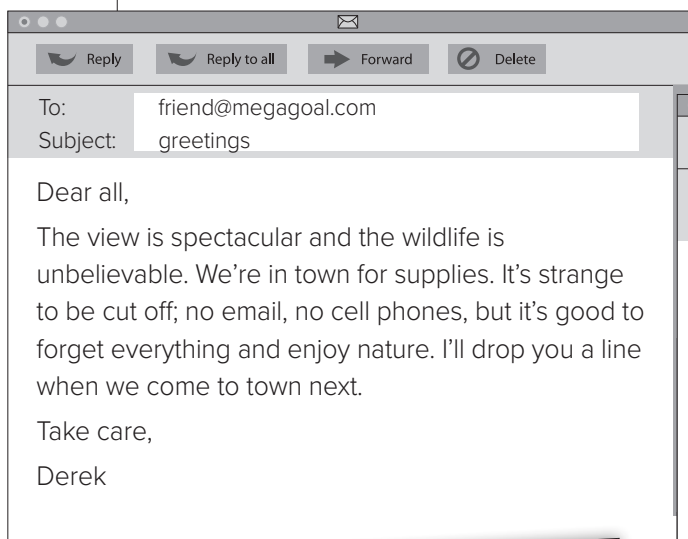 Reply Reply to all Forward Delete
To: friend@megagoal.com
Subject: greetings
Dear all,
The view is spectacular and the wildlife is
unbelievable. We’re in town for supplies. It’s strange
to be cut off; no email, no cell phones, but it’s good to
forget everything and enjoy nature. I’ll drop you a line
when we come to town next.
Take care,
Derek